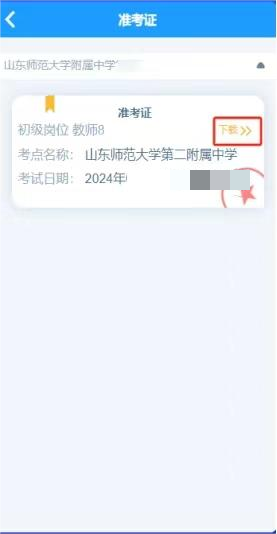 准考证
山东师范大学附属中学
准考证
初级岗位 教师8
下载
考点名称： 山东师范大学第二附属中学
考试日期： 2024年